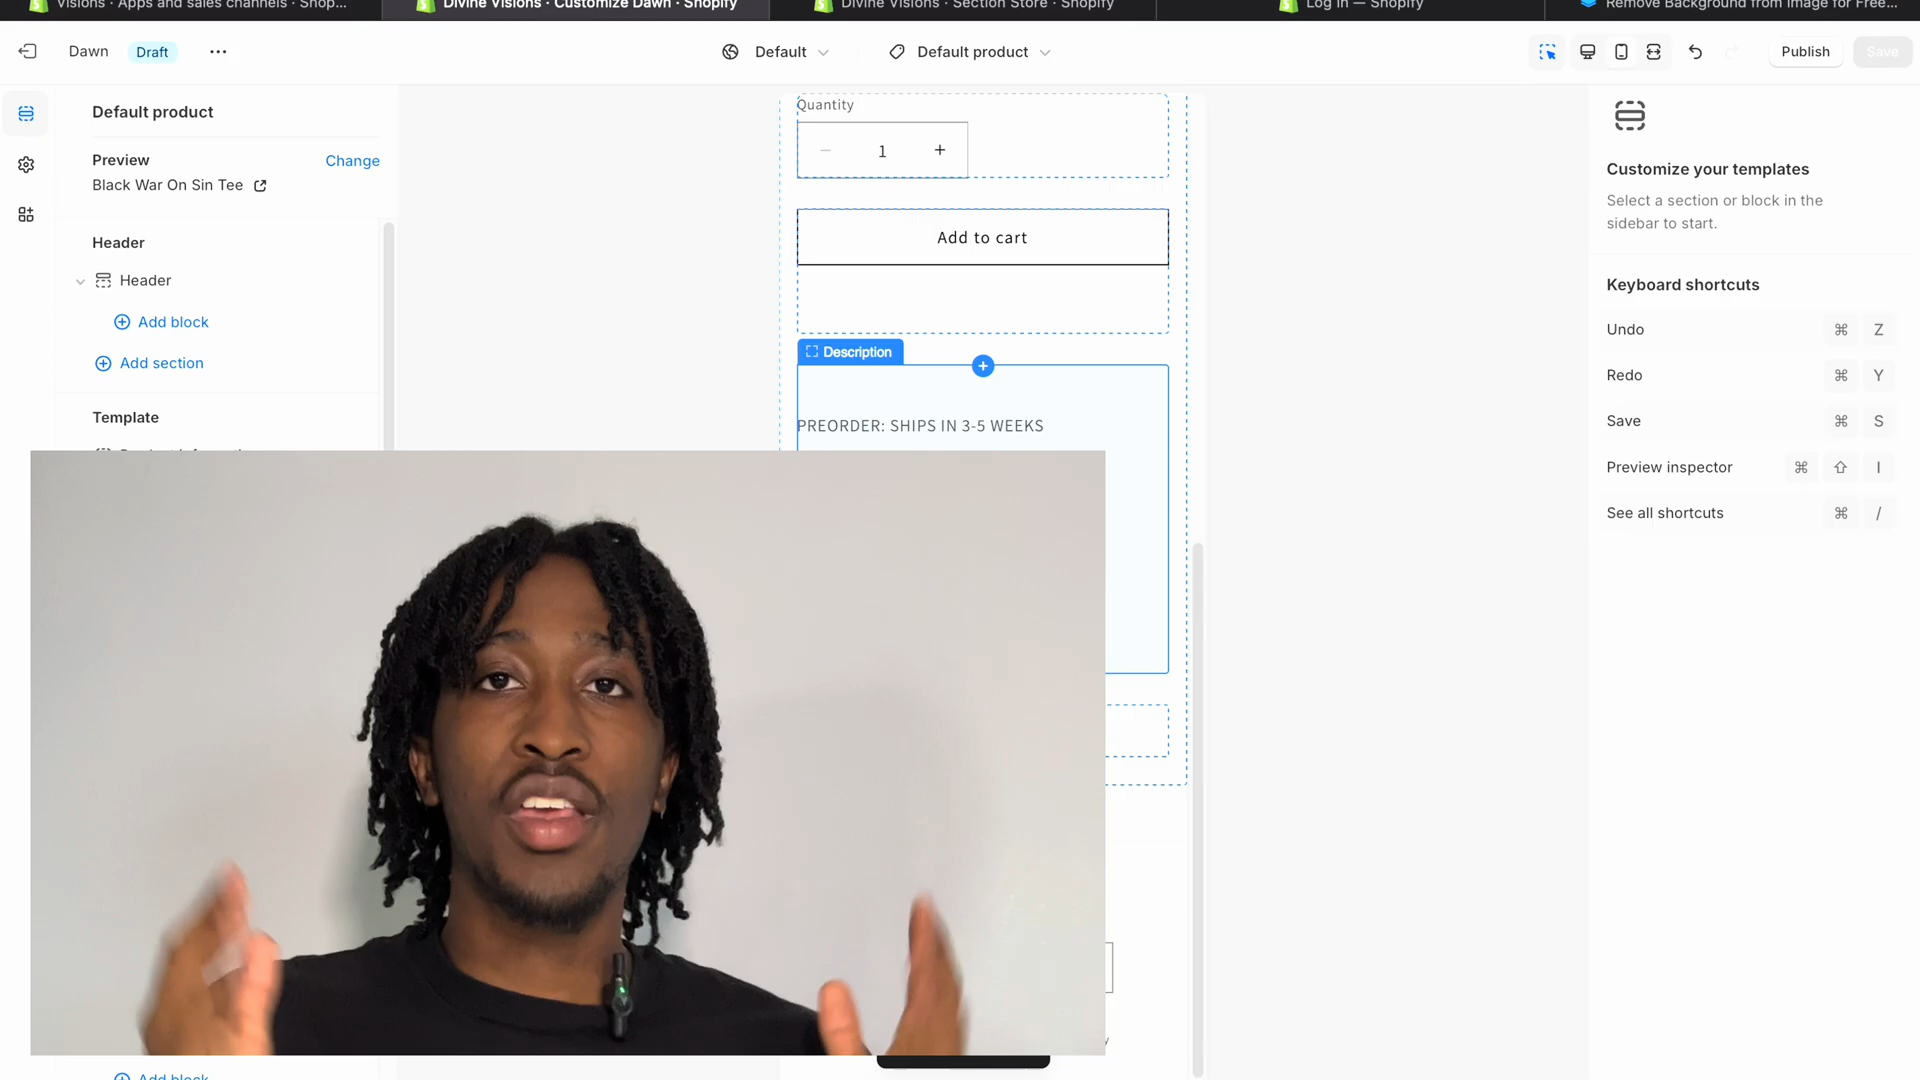 Visions · Apps and sales channels · Shop...
Divine Visions · Customize Dawn · Shopify
Divine Visions · Section Store · Shopify
Log in — Shopify
Remove Background from Image for Free...
Dawn
Draft
Default
Default product
Publish
Save
Default product
Preview
Change
Black War On Sin Tee
Header
Header
Add block
Add section
Template
Add block
Quantity
1
Add to cart
Description
PREORDER: SHIPS IN 3-5 WEEKS
Customize your templates
Select a section or block in the
sidebar to start.
Keyboard shortcuts
Undo ⌘ Z
Redo ⌘ Y
Save ⌘ S
Preview inspector ⌘ ⇧ I
See all shortcuts ⌘ /